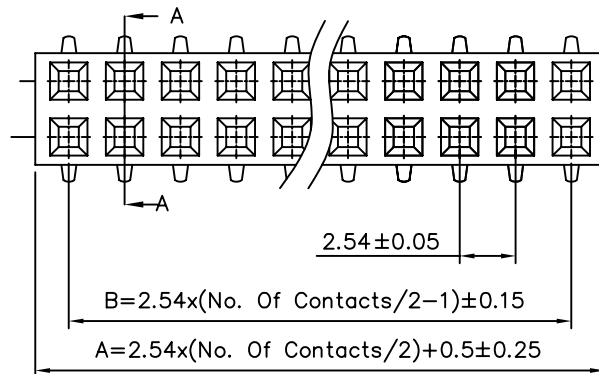 A
A
2.54±0.05
B=2.54x(No. Of Contacts/2-1)±0.15
A=2.54x(No. Of Contacts/2)+0.5±0.25